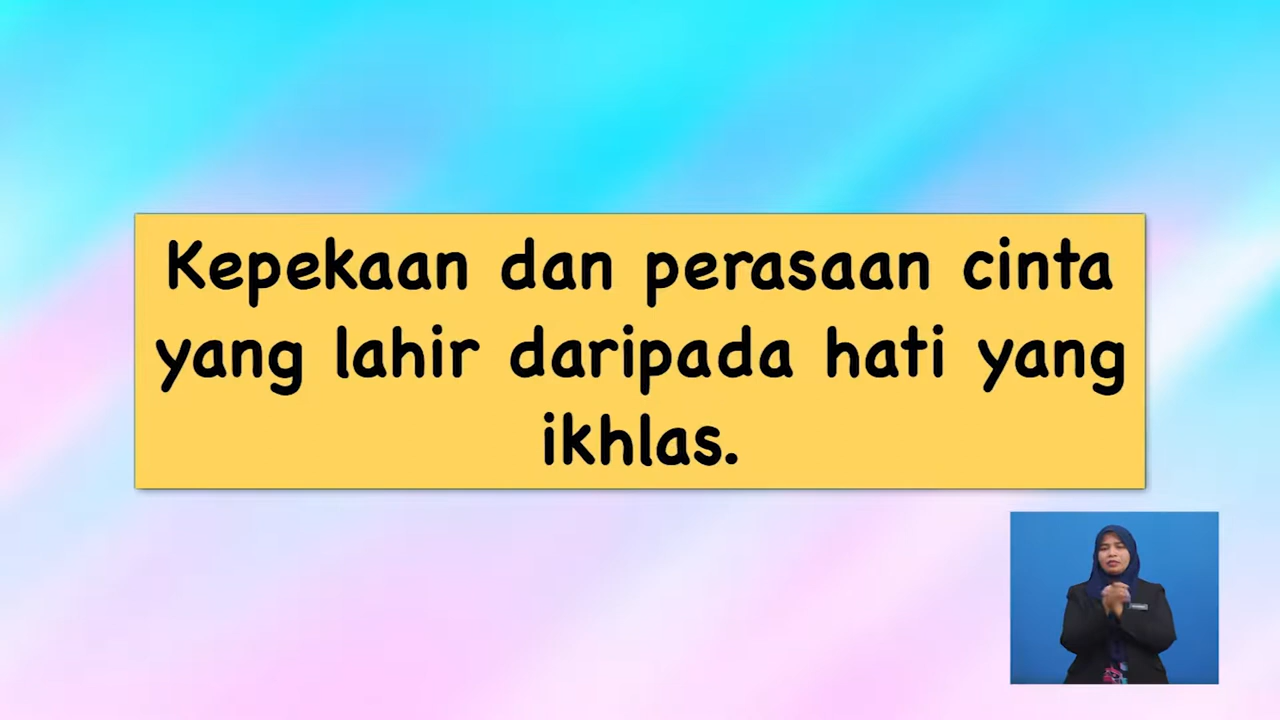 Kepekaan dan perasaan cinta
yang lahir daripada hati yang
ikhlas.